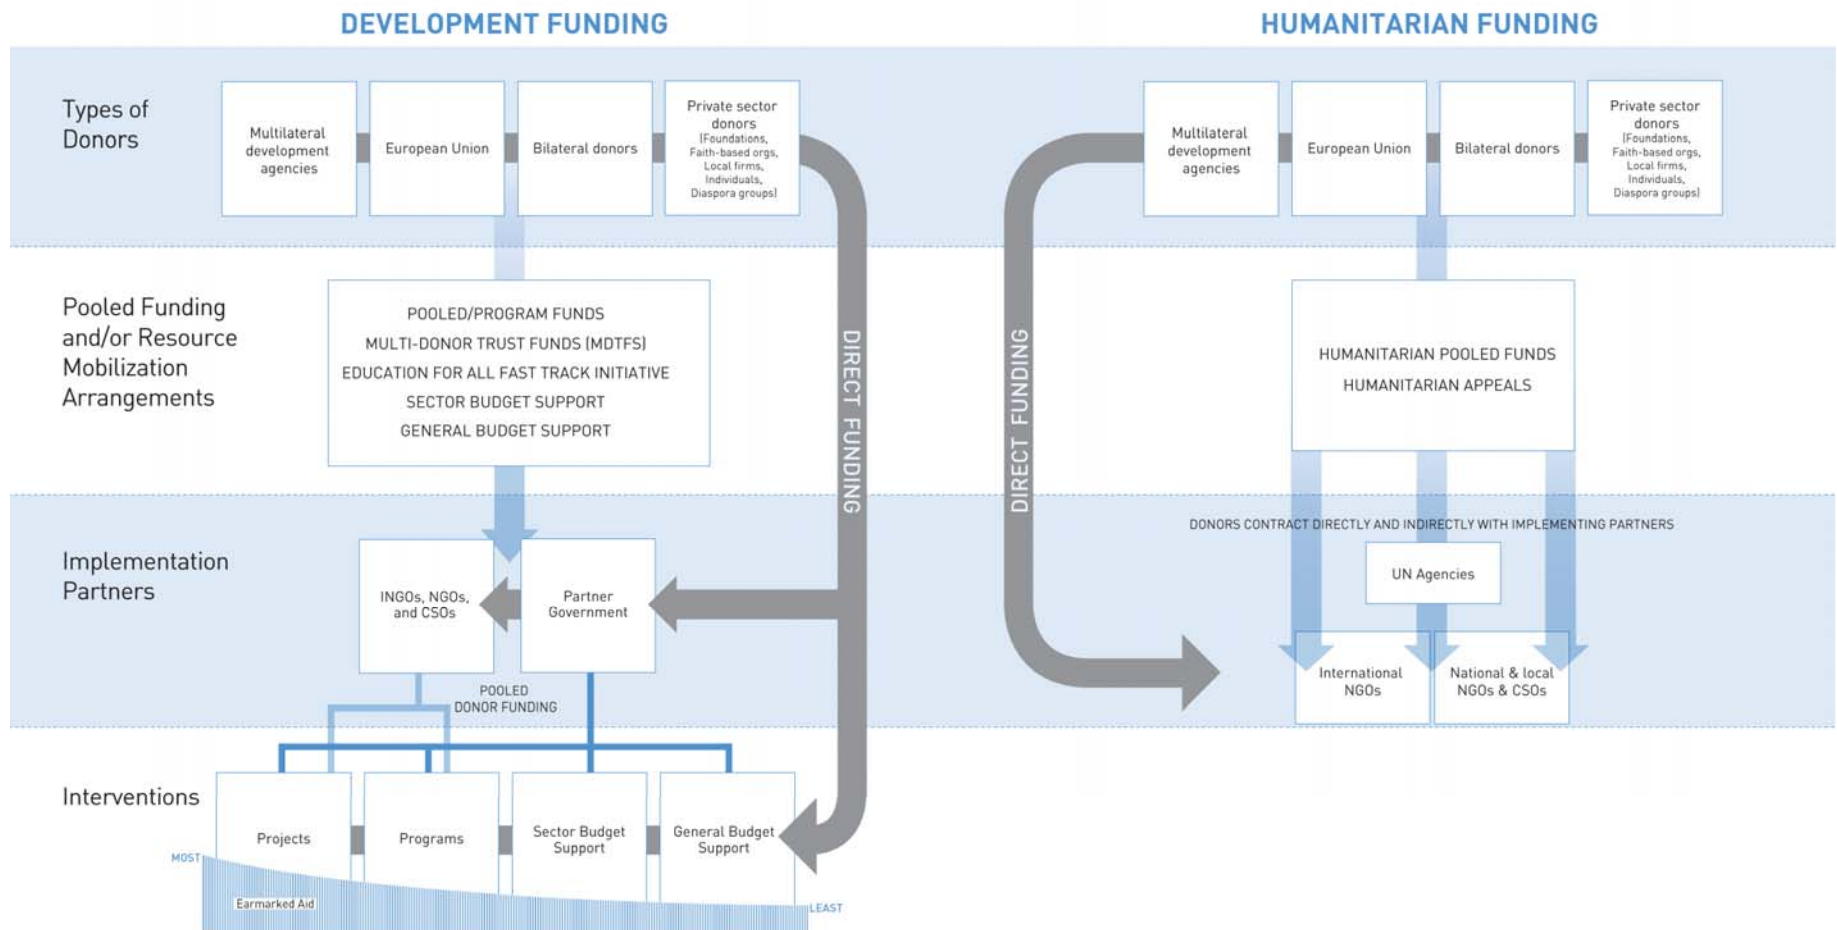 DEVELOPMENT FUNDING
HUMANITARIAN FUNDING
Types of
Donors
Multilateral
development
agencies
European Union
Bilateral donors
Private sector
donors
(Foundations,
Faith-based orgs,
Local firms,
Individuals,
Diaspora groups)
Multilateral
development
agencies
European Union
Bilateral donors
Private sector
donors
(Foundations,
Faith-based orgs,
Local firms,
Individuals,
Diaspora groups)
Pooled Funding
and/or Resource
Mobilization
Arrangements
POOLED/PROGRAM FUNDS
MULTI-DONOR TRUST FUNDS (MDTFS)
EDUCATION FOR ALL FAST TRACK INITIATIVE
SECTOR BUDGET SUPPORT
GENERAL BUDGET SUPPORT
DIRECT FUNDING
DIRECT FUNDING
HUMANITARIAN POOLED FUNDS
HUMANITARIAN APPEALS
Implementation
Partners
INGOs, NGOs,
and CSOs
Partner
Government
POOLED
DONOR FUNDING
DONORS CONTRACT DIRECTLY AND INDIRECTLY WITH IMPLEMENTING PARTNERS
UN Agencies
International
NGOs
National & local
NGOs & CSOs
Interventions
Projects
Programs
Sector Budget
Support
General Budget
Support
MOST
Earmarked Aid
LEAST